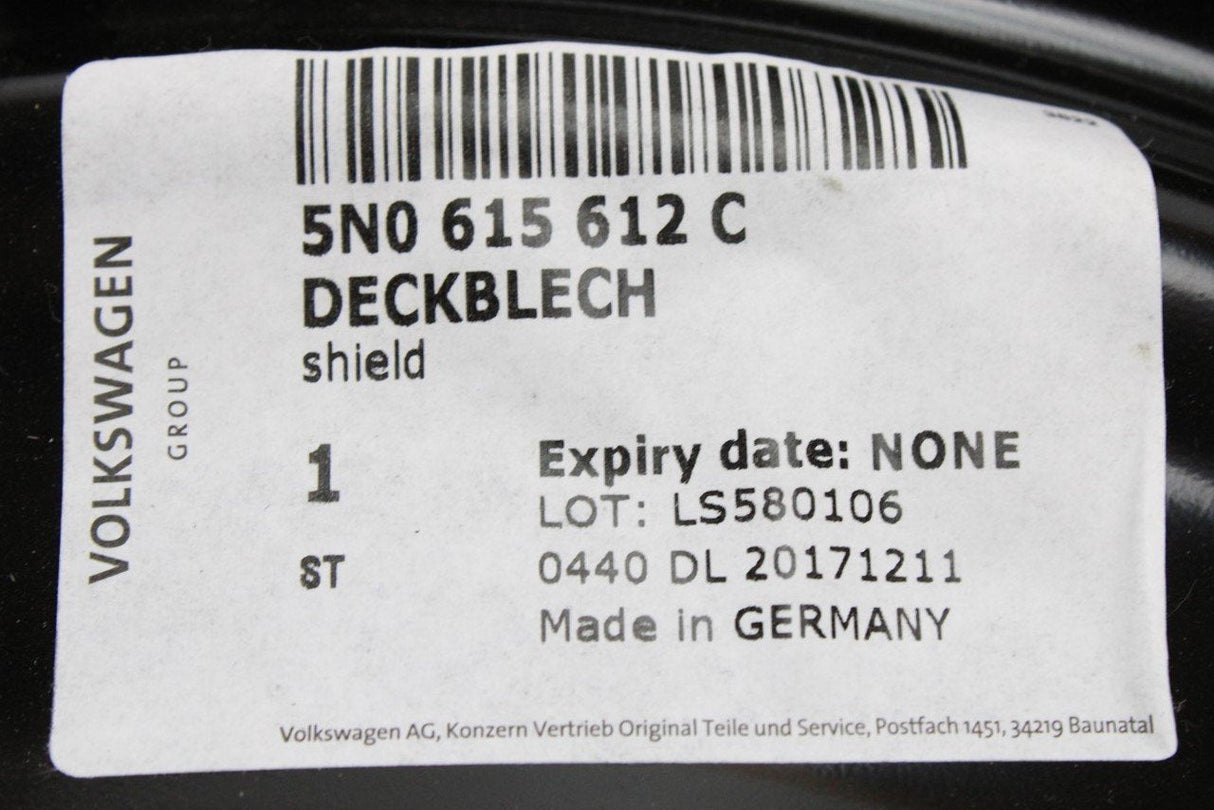 5N0 615 612 C
DECKBLECH
shield
1
ST
Expiry date: NONE
LOT: LS580106
0440 DL 20171211
Made in GERMANY
VOLKSWAGEN
GROUP
Volkswagen AG, Konzern Vertrieb Original Teile und Service, Postfach 1451, 34219 Baunatal